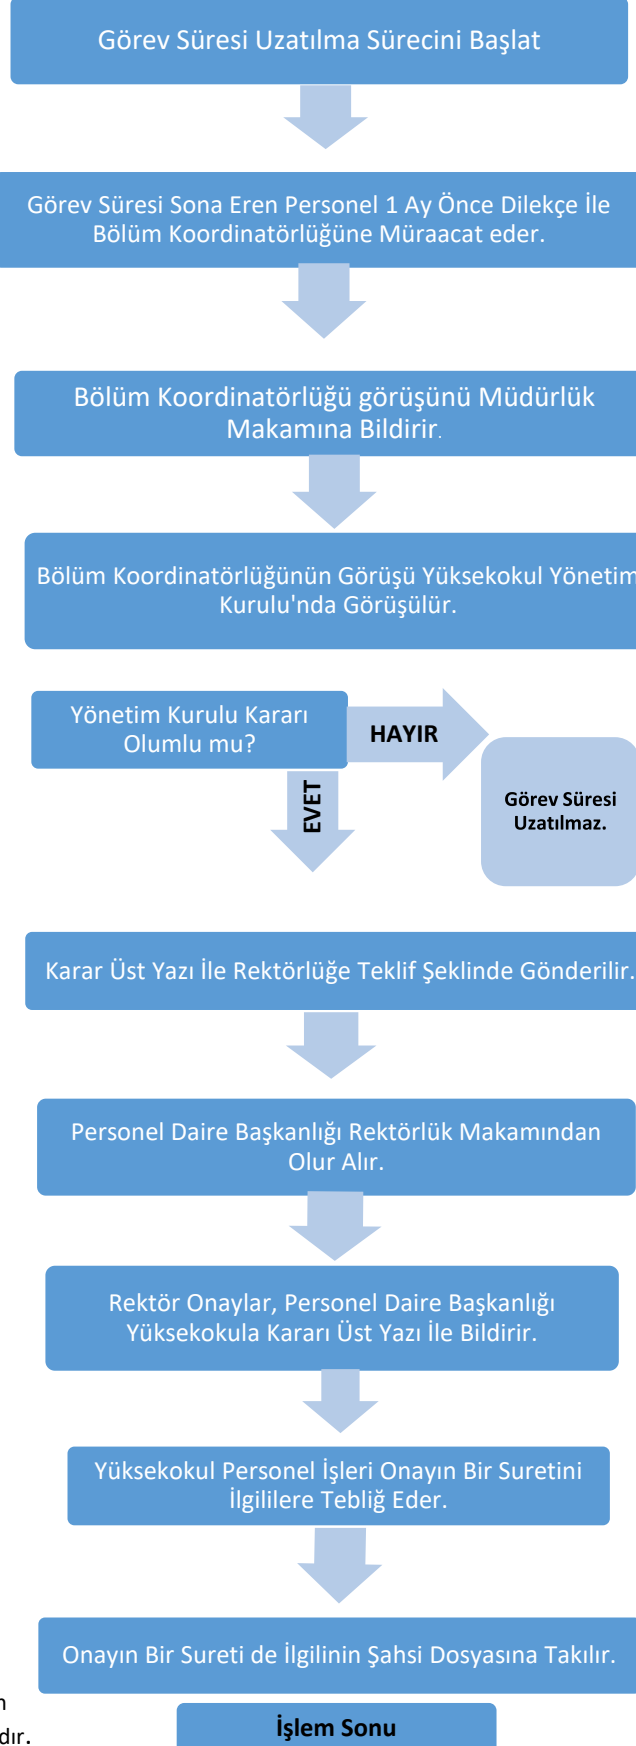 Görev Süresi Uzatılma Sürecini Başlat
Görev Süresi Sona Eren Personel 1 Ay Önce Dilekçe İle
Bölüm Koordinatörlüğüne Müraacat eder.
Bölüm Koordinatörlüğü görüşünü Müdürlük
Makamına Bildirir.
Bölüm Koordinatörlüğünün Görüşü Yüksekokul Yönetim
Kurulu'nda Görüşülür.
Yönetim Kurulu Kararı
Olumlu mu?
HAYIR
EVET
Görev Süresi
Uzatılmaz.
Karar Üst Yazı İle Rektörlüğe Teklif Şeklinde Gönderilir.
Personel Daire Başkanlığı Rektörlük Makamından
Olur Alır.
Rektör Onaylar, Personel Daire Başkanlığı
Yüksekokula Kararı Üst Yazı İle Bildirir.
Yüksekokul Personel İşleri Onayın Bir Suretini
İlgililere Tebliğ Eder.
Onayın Bir Sureti de İlgilinin Şahsi Dosyasına Takılır.
İşlem Sonu